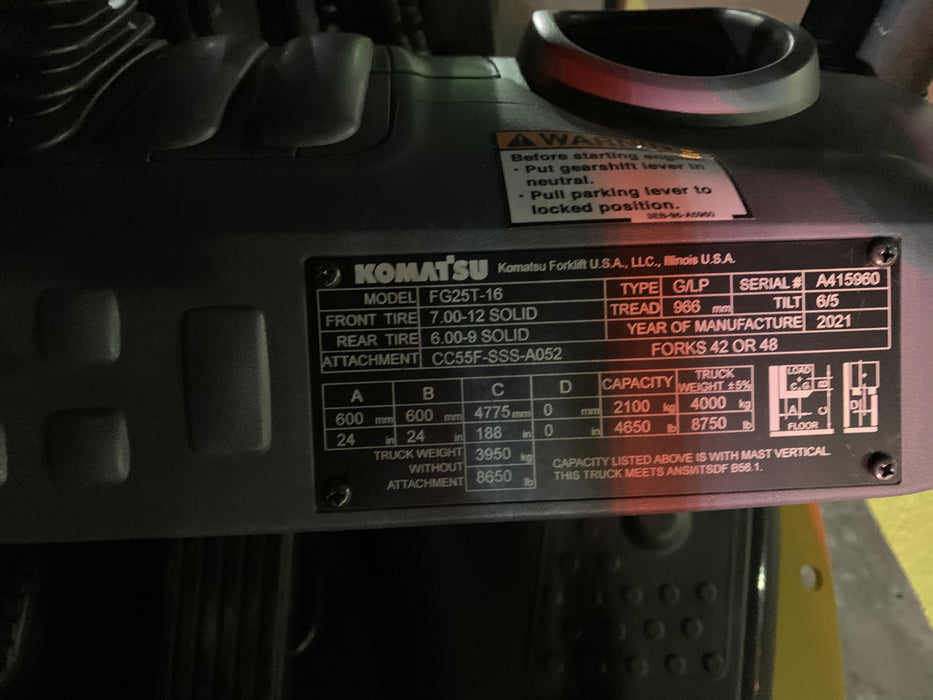 WARNING
Before starting engine
· Put gearshift lever in
neutral.
· Pull parking lever to
locked position.
SEB-96-A0960
KOMATSU Komatsu Forklift U.S.A., LLC., Illinois U.S.A.
MODEL FG25T-16 TYPE G/LP SERIAL # A415960
FRONT TIRE 7.00-12 SOLID TREAD 966 mm TILT 6/5
REAR TIRE 6.00-9 SOLID YEAR OF MANUFACTURE 2021
ATTACHMENT CC55F-SSS-A052 FORKS 42 OR 48
A B C D CAPACITY TRUCK WEIGHT ±5%
600 mm 600 mm 4775 mm 0 mm 2100 kg 4000 kg
24 in 24 in 188 in 0 in 4650 lb 8750 lb
TRUCK WEIGHT WITHOUT ATTACHMENT 3950 kg
8650 lb
CAPACITY LISTED ABOVE IS WITH MAST VERTICAL.
THIS TRUCK MEETS ANSI/ITSDF B56.1.
LOAD
C.G. B
A C
FLOOR
D